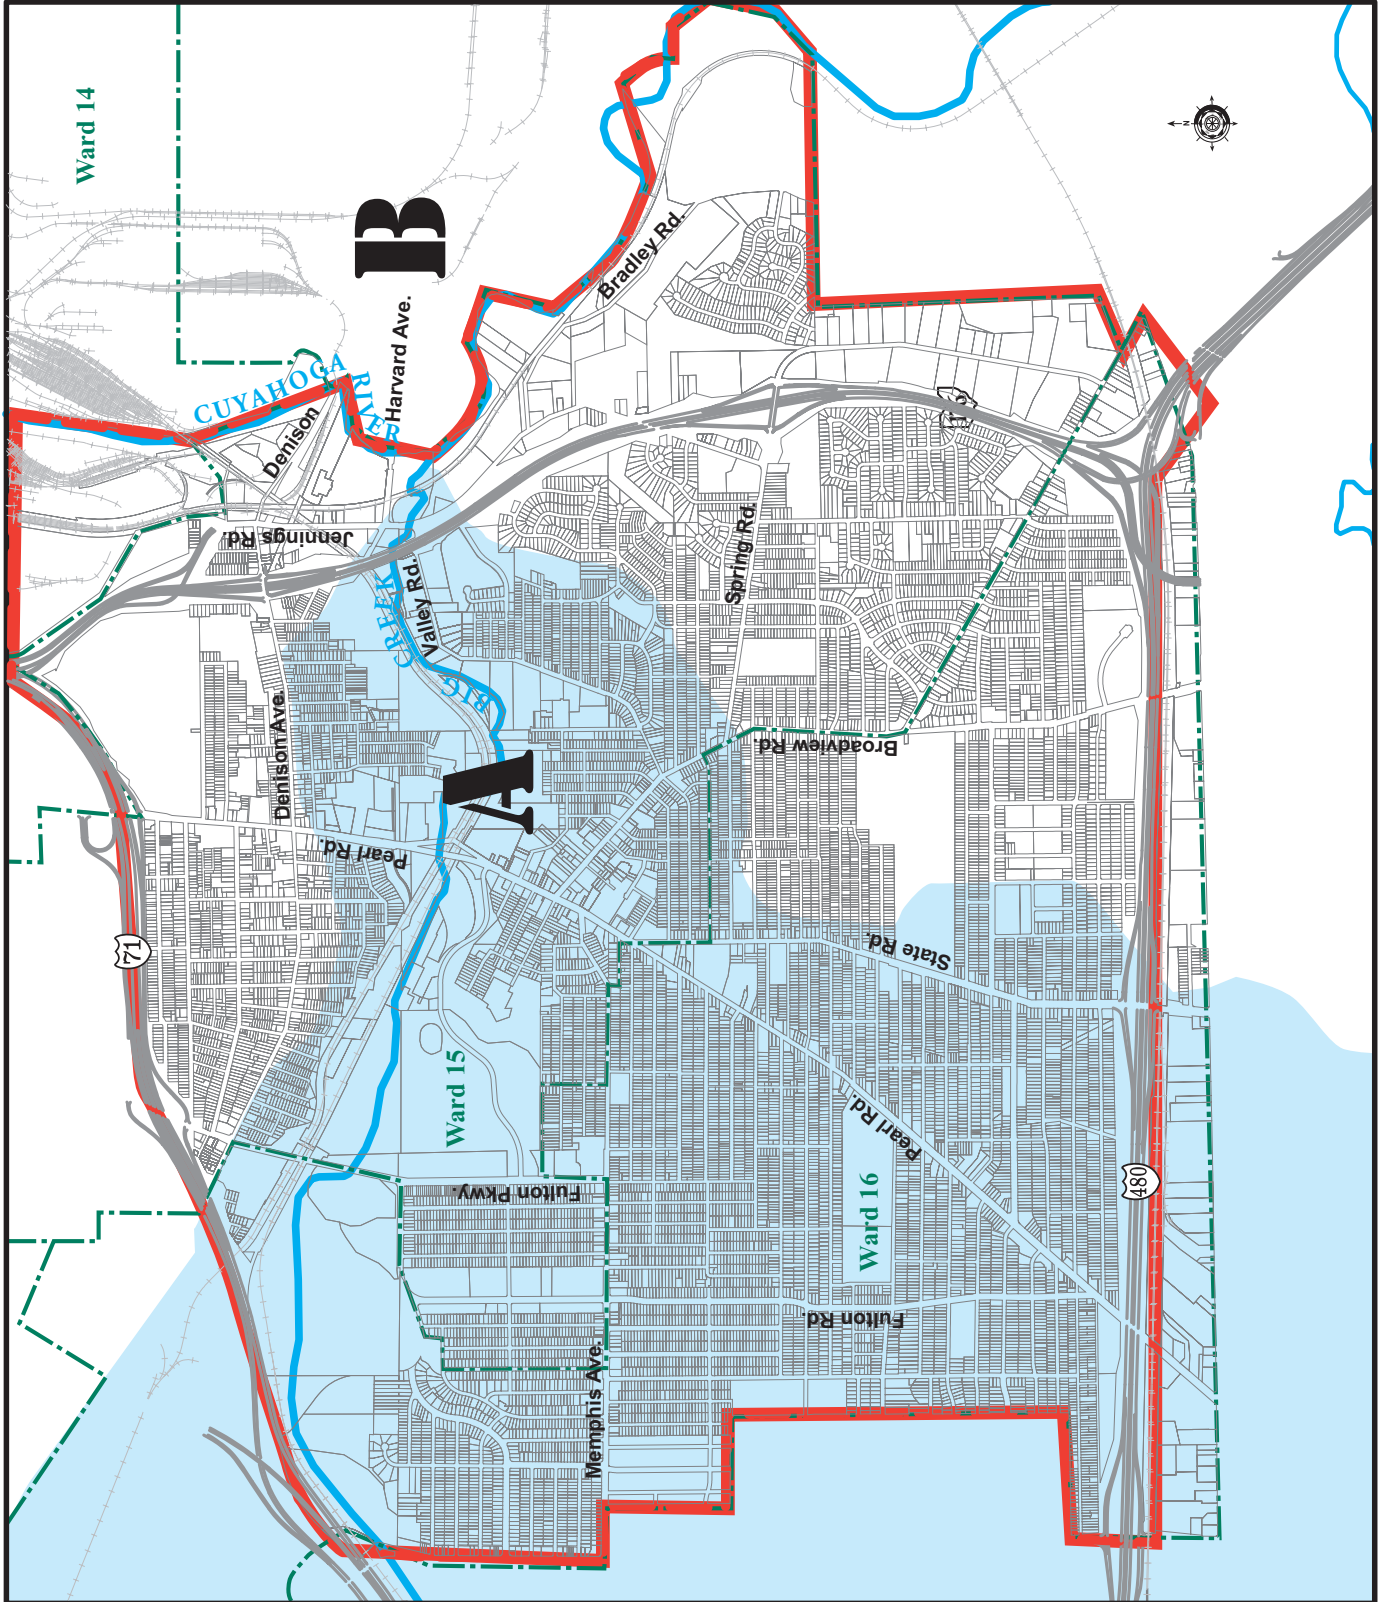 Ward 14
B
CUYAHOGA
RIVER
Denison
Harvard Ave.
Bradley Rd.
N
Jennings Rd.
176
CREEK
BIG
Valley Rd.
Spring Rd.
Denison Ave.
Broadview Rd
A
Pearl Rd.
71
State Rd.
Ward 15
Pearl Rd.
Fulton Pkwy.
Ward 16
480
Fulton Rd.
Memphis Ave.